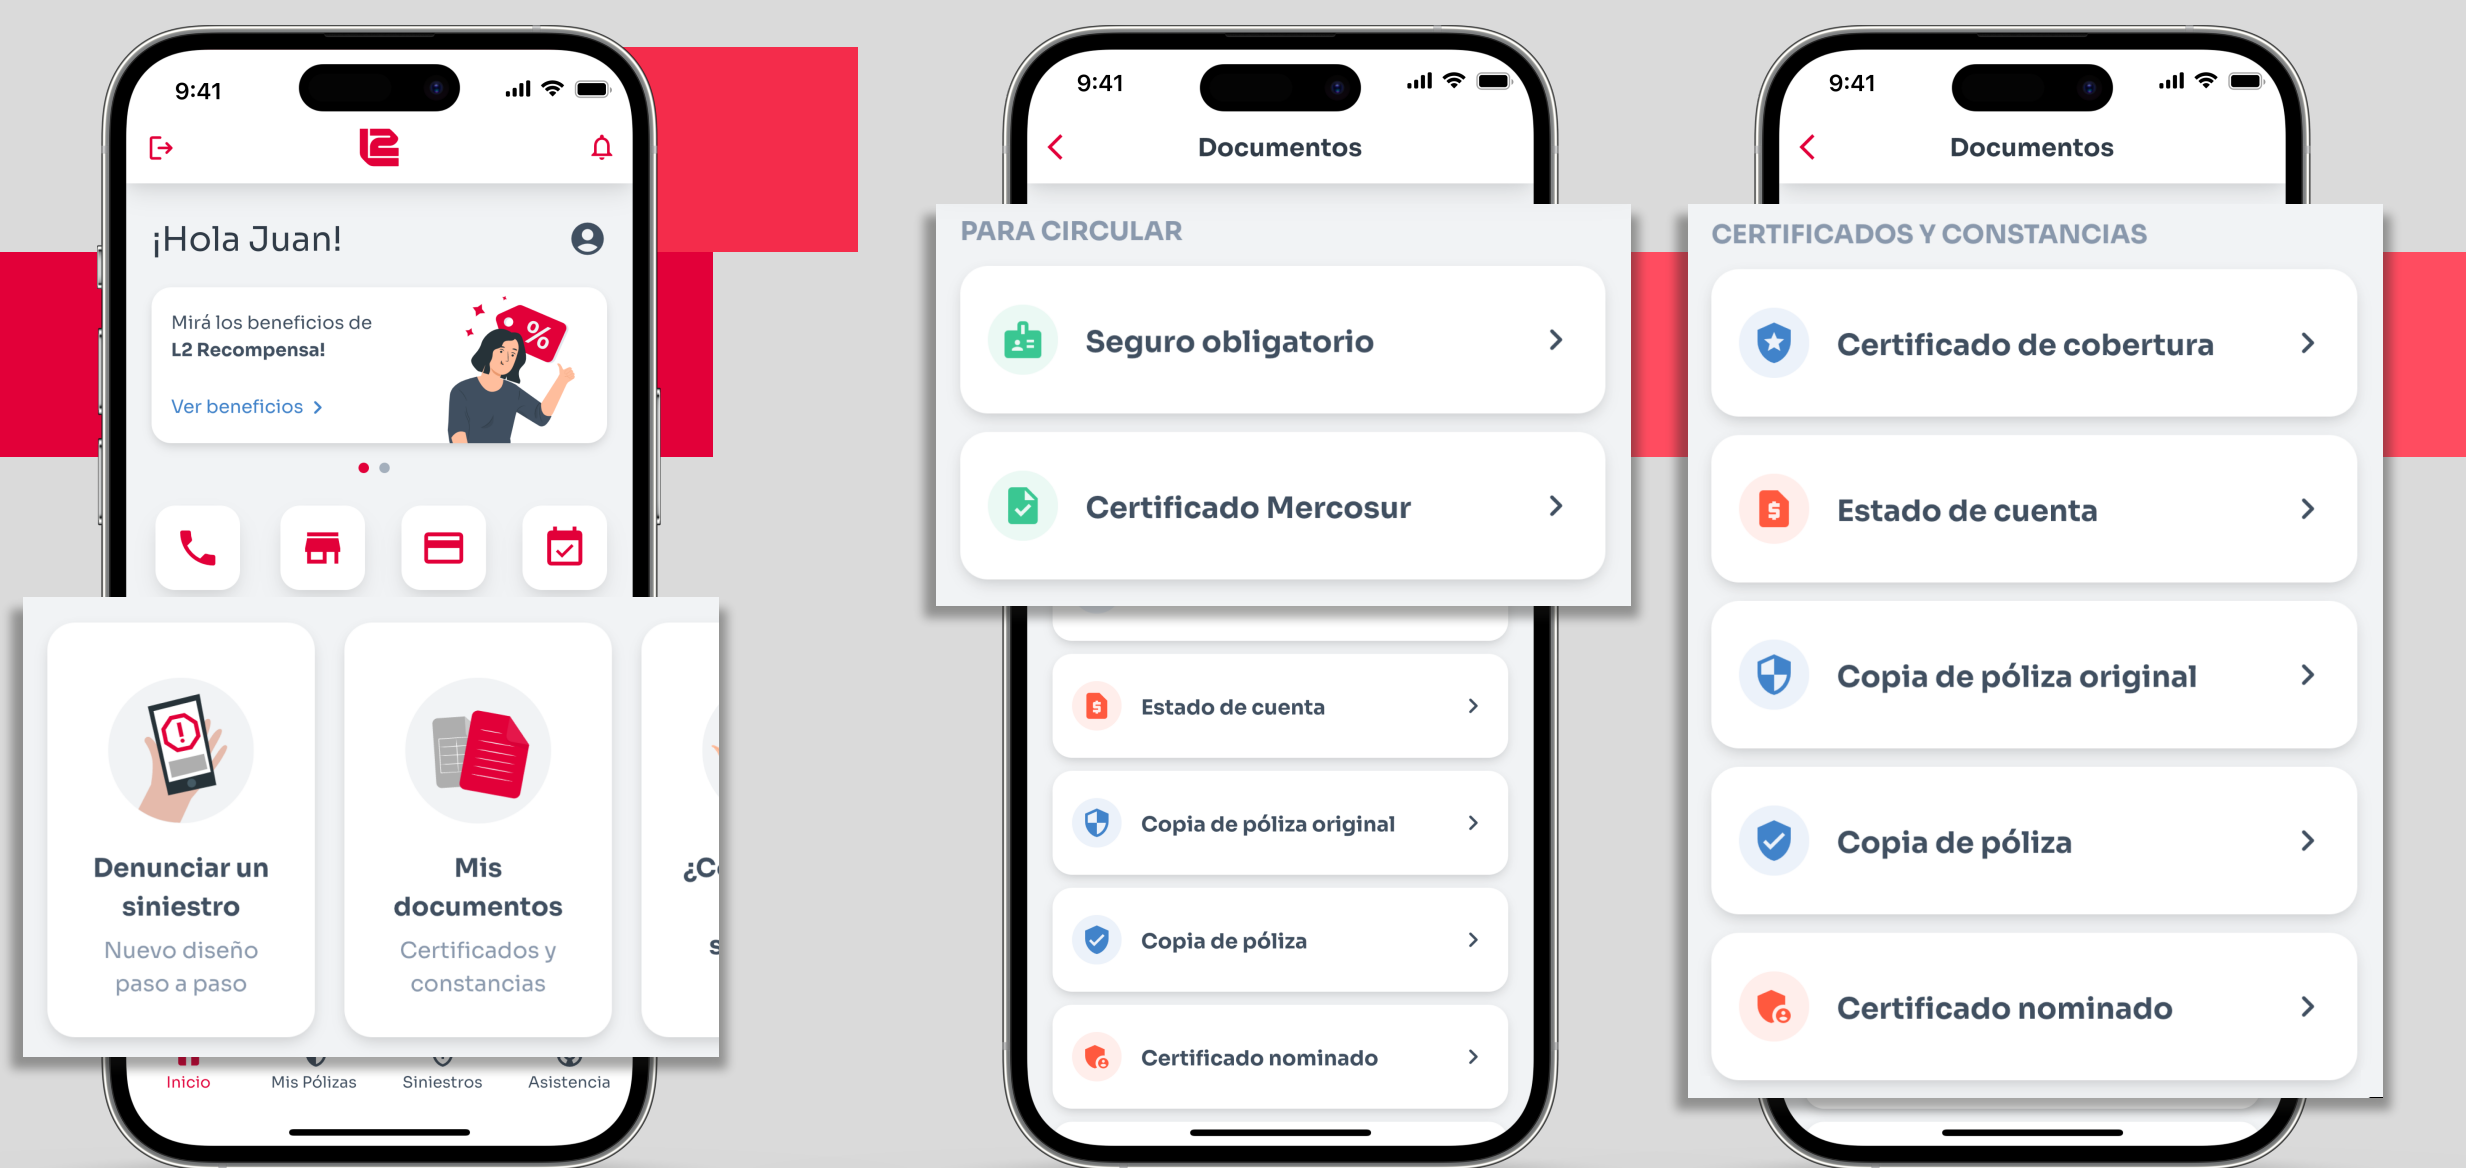 9:41
L2
¡Hola Juan!
Mirá los beneficios de
L2 Recompensa!
Ver beneficios
%
Denunciar un
siniestro
Nuevo diseño
paso a paso
Mis
documentos
Certificados y
constancias
Inicio
Mis Pólizas
Siniestros
Asistencia
9:41
Documentos
PARA CIRCULAR
Seguro obligatorio
Certificado Mercosur
Estado de cuenta
Copia de póliza original
Copia de póliza
Certificado nominado
9:41
Documentos
CERTIFICADOS Y CONSTANCIAS
Certificado de cobertura
Estado de cuenta
Copia de póliza original
Copia de póliza
Certificado nominado